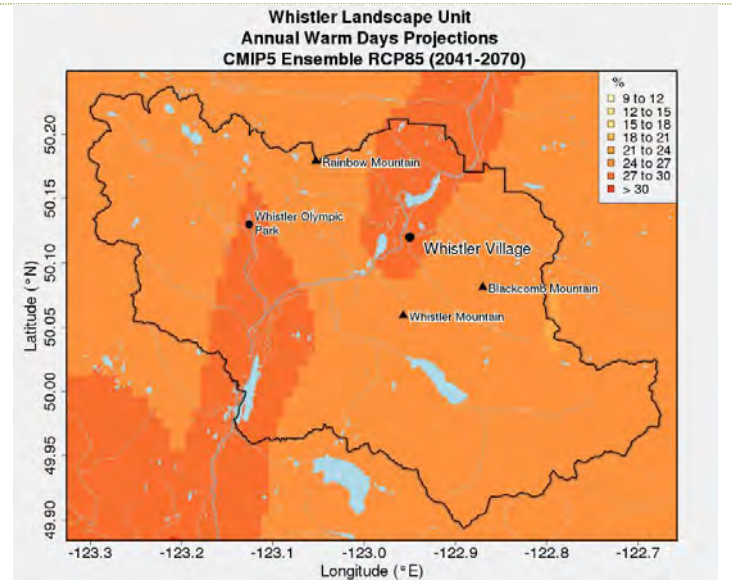 Whistler Landscape Unit
Annual Warm Days Projections
CMIP5 Ensemble RCP85 (2041-2070)
%
9 to 12
12 to 15
15 to 18
18 to 21
21 to 24
24 to 27
27 to 30
> 30
Rainbow Mountain
Whistler Olympic
Park
Whistler Village
Blackcomb Mountain
Whistler Mountain
Latitude (°N)
50.20
50.15
50.10
50.05
50.00
49.95
49.90
-123.3 -123.2 -123.1 -123.0 -122.9 -122.8 -122.7
Longitude (°E)